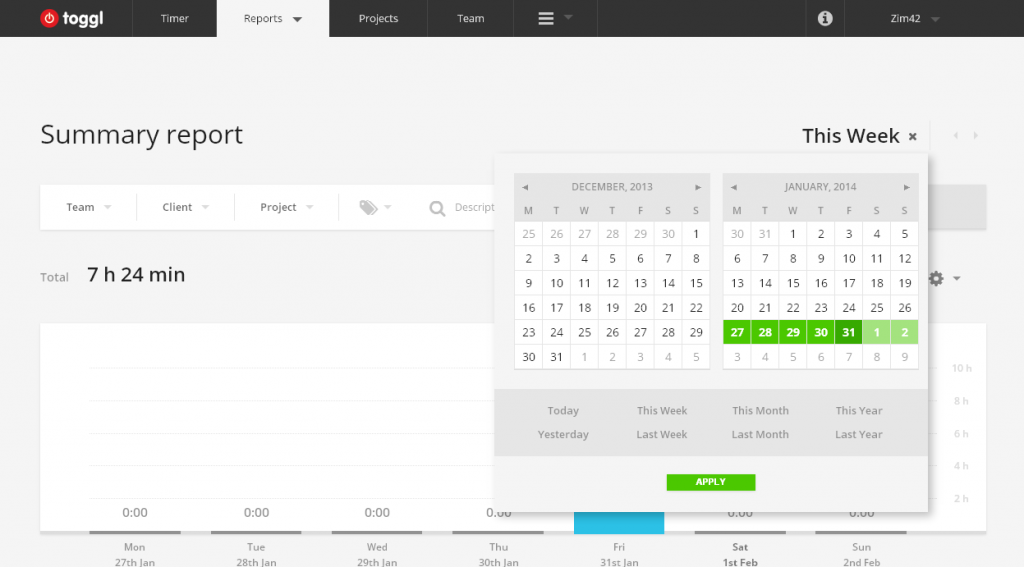 toggl Timer Reports Projects Team Zim42
Summary report This Week ×
Team Client Project Descript
DECEMBER, 2013
M T W T F S S
25 26 27 28 29 30 1
2 3 4 5 6 7 8
9 10 11 12 13 14 15
16 17 18 19 20 21 22
23 24 25 26 27 28 29
30 31 1 2 3 4 5
JANUARY, 2014
M T W T F S S
30 31 1 2 3 4 5
6 7 8 9 10 11 12
13 14 15 16 17 18 19
20 21 22 23 24 25 26
27 28 29 30 31 1 2
3 4 5 6 7 8 9
Total 7 h 24 min
Today This Week This Month This Year
Yesterday Last Week Last Month Last Year
APPLY
10 h
8 h
6 h
4 h
2 h
0:00 0:00 0:00 0:00 0:00 0:00
Mon Tue Wed Thu Fri Sat Sun
27th Jan 28th Jan 29th Jan 30th Jan 31st Jan 1st Feb 2nd Feb